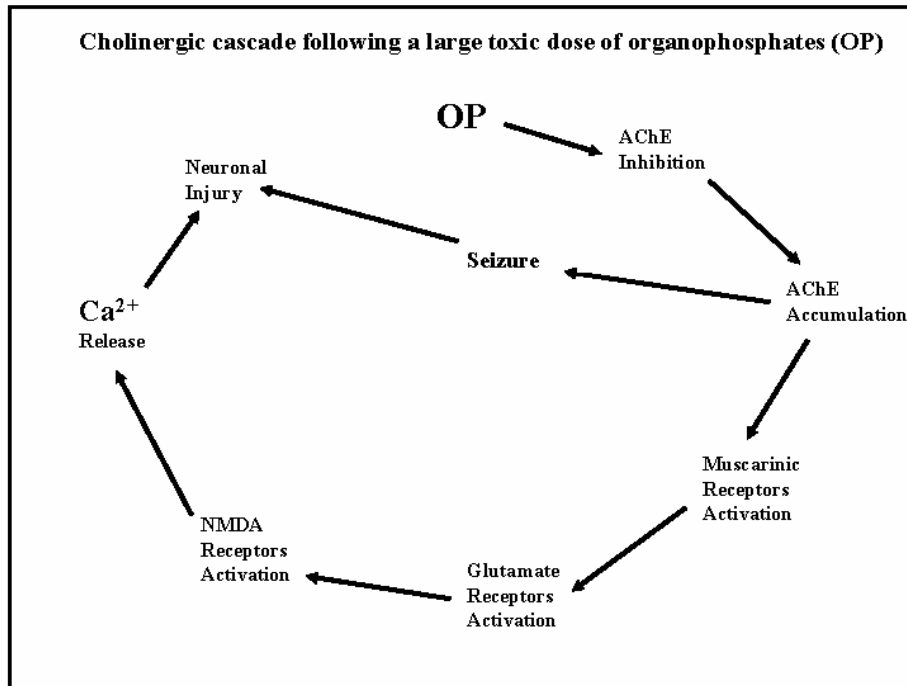 Cholinergic cascade following a large toxic dose of organophosphates (OP)
OP
AChE
Inhibition
AChE
Accumulation
Muscarinic
Receptors
Activation
Glutamate
Receptors
Activation
NMDA
Receptors
Activation
Ca²⁺
Release
Neuronal
Injury
Seizure